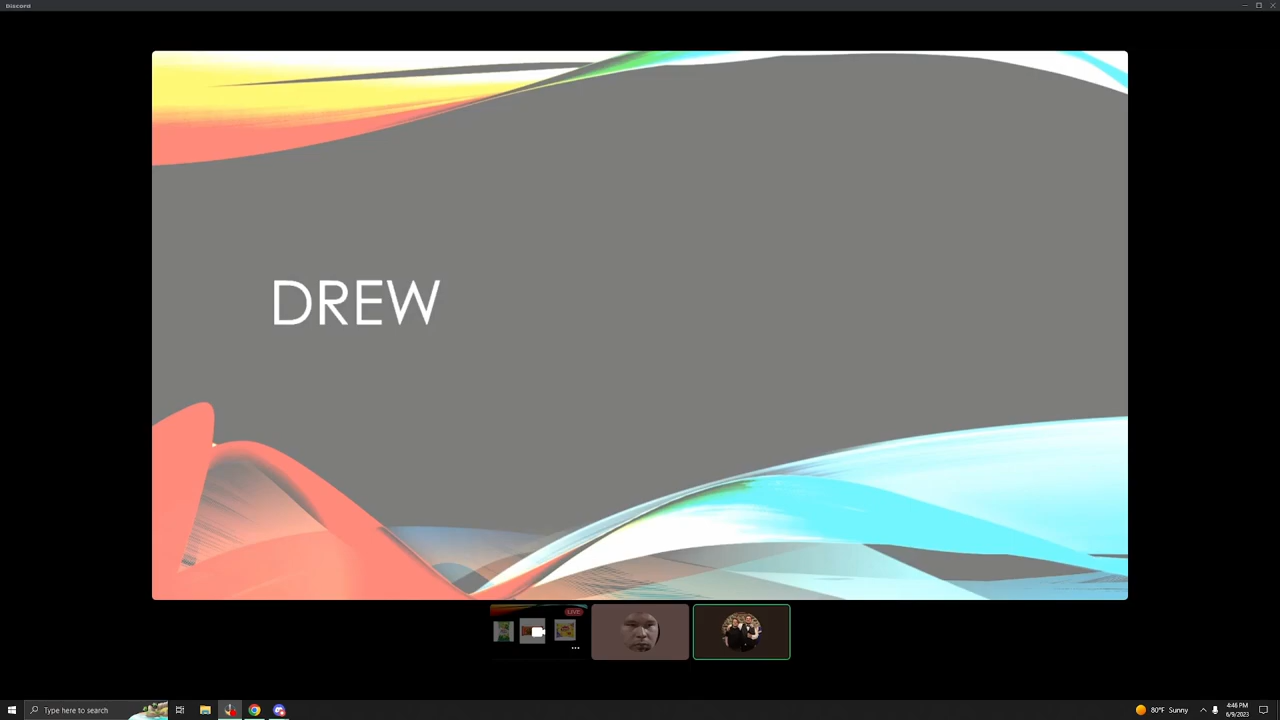 Discord
DREW
LIVE
Type here to search
80°F Sunny
4:46 PM
6/9/2023